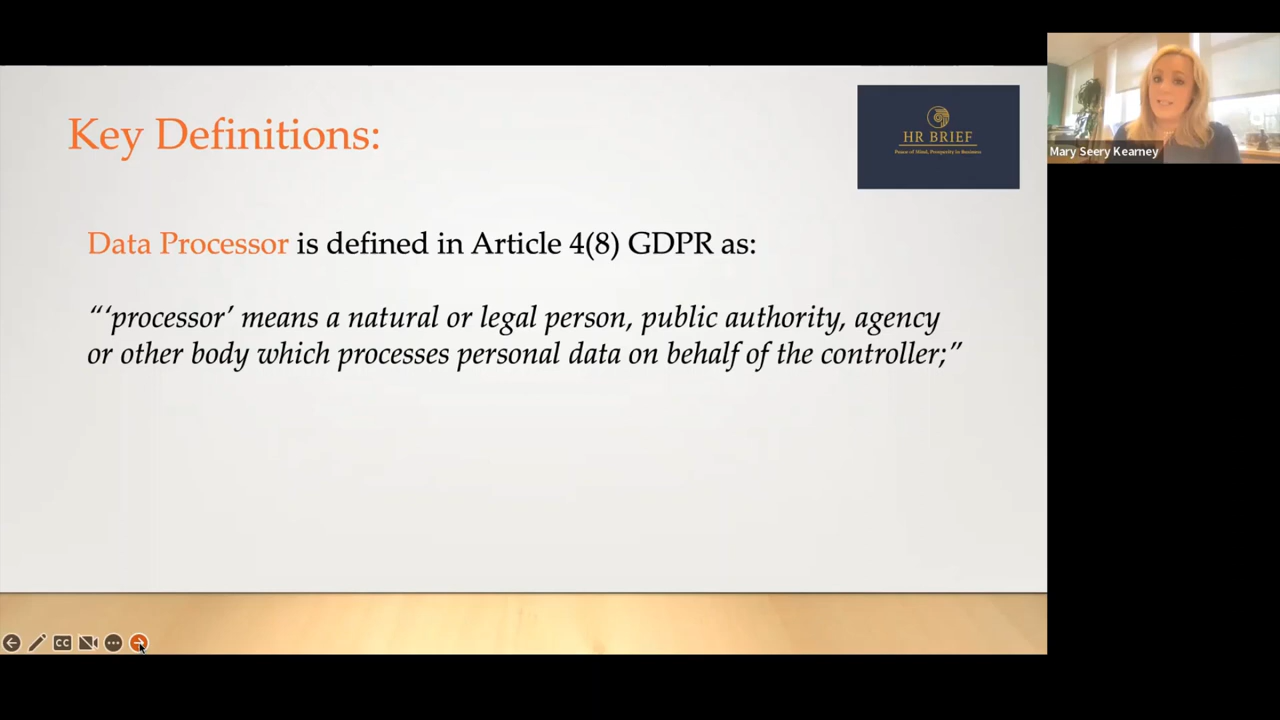 Key Definitions:
HR BRIEF
Peace of Mind, Prosperity in Business
Mary Seery Kearney
Data Processor is defined in Article 4(8) GDPR as:
“‘processor’ means a natural or legal person, public authority, agency
or other body which processes personal data on behalf of the controller;”
CC